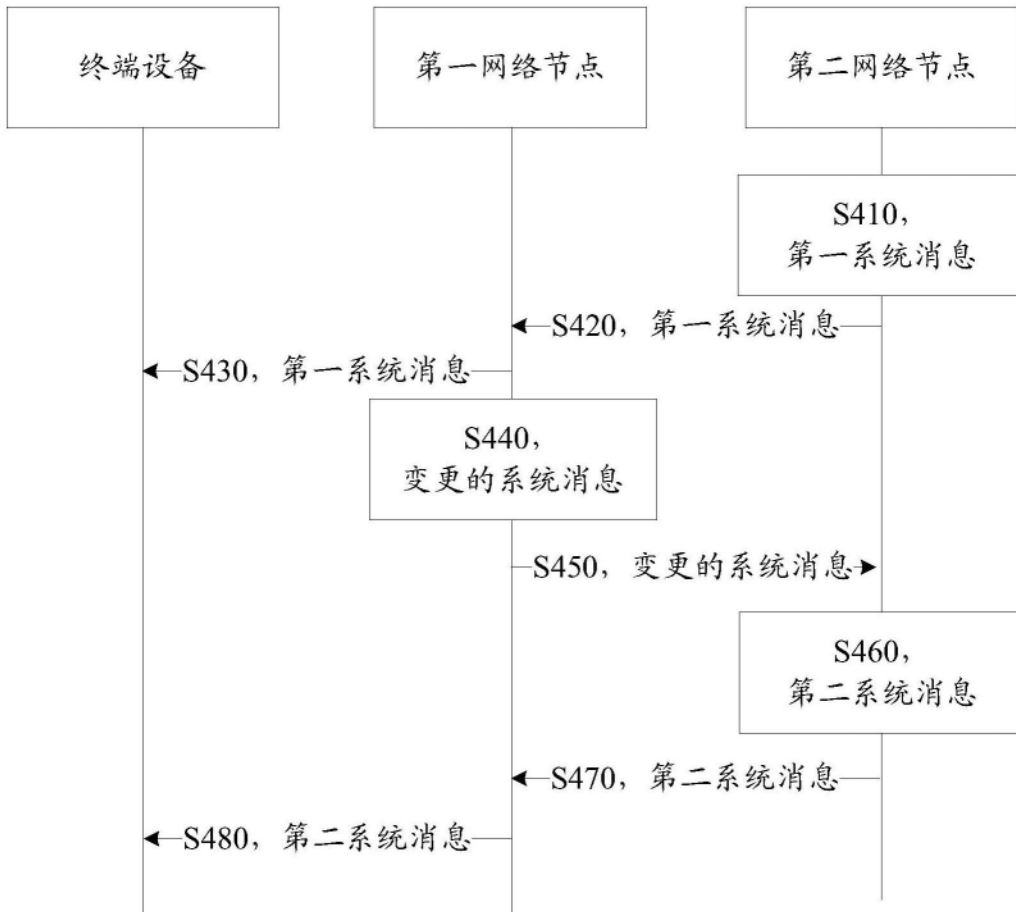 终端设备
第一网络节点
第二网络节点
S410，
第一系统消息
S420，第一系统消息
S430，第一系统消息
S440，
变更的系统消息
S450，变更的系统消息
S460，
第二系统消息
S470，第二系统消息
S480，第二系统消息